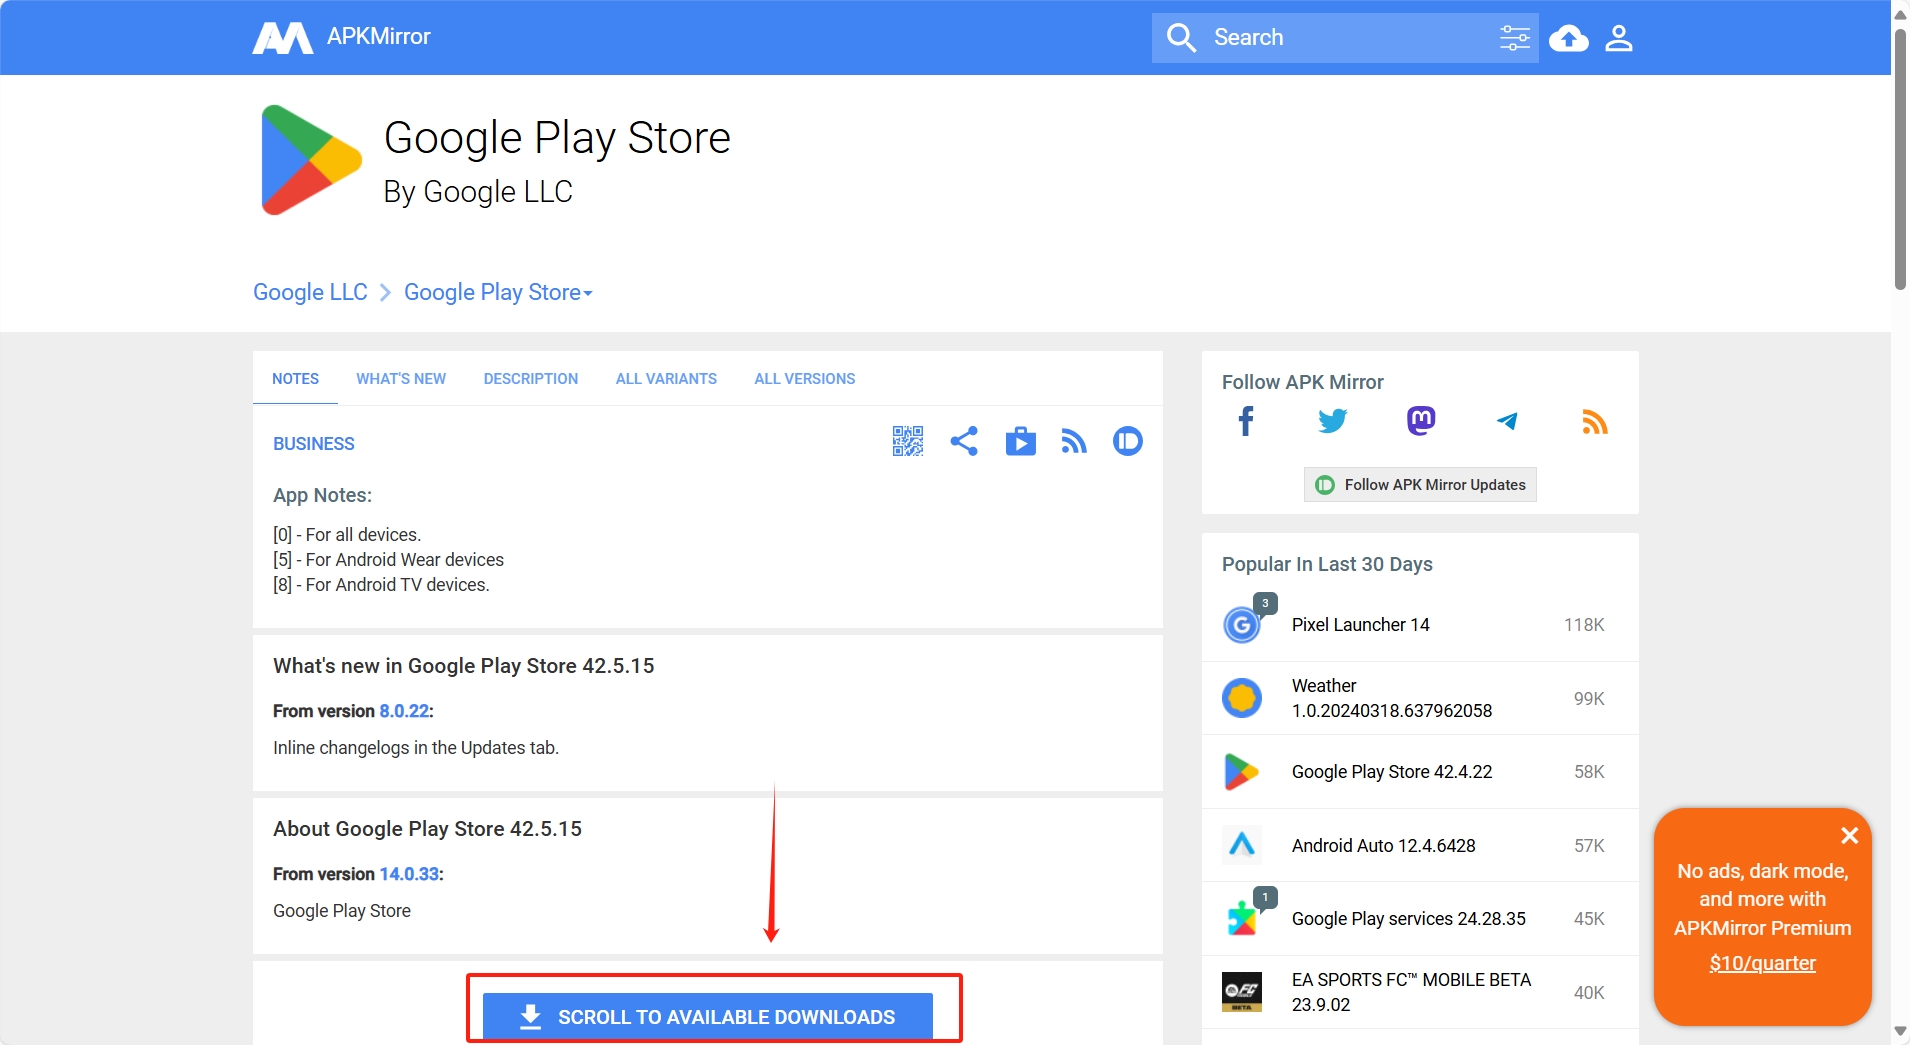 APKMirror
Search
Google Play Store
By Google LLC
Google LLC
Google Play Store
NOTES
WHAT'S NEW
DESCRIPTION
ALL VARIANTS
ALL VERSIONS
BUSINESS
App Notes:
[0] - For all devices.
[5] - For Android Wear devices
[8] - For Android TV devices.
What's new in Google Play Store 42.5.15
From version 8.0.22:
Inline changelogs in the Updates tab.
About Google Play Store 42.5.15
From version 14.0.33:
Google Play Store
SCROLL TO AVAILABLE DOWNLOADS
Follow APK Mirror
Follow APK Mirror Updates
Popular In Last 30 Days
3
Pixel Launcher 14
118K
Weather
1.0.20240318.637962058
99K
Google Play Store 42.4.22
58K
Android Auto 12.4.6428
57K
1
Google Play services 24.28.35
45K
EA SPORTS FC™ MOBILE BETA
23.9.02
40K
FC
BETA
No ads, dark mode,
and more with
APKMirror Premium
$10/quarter